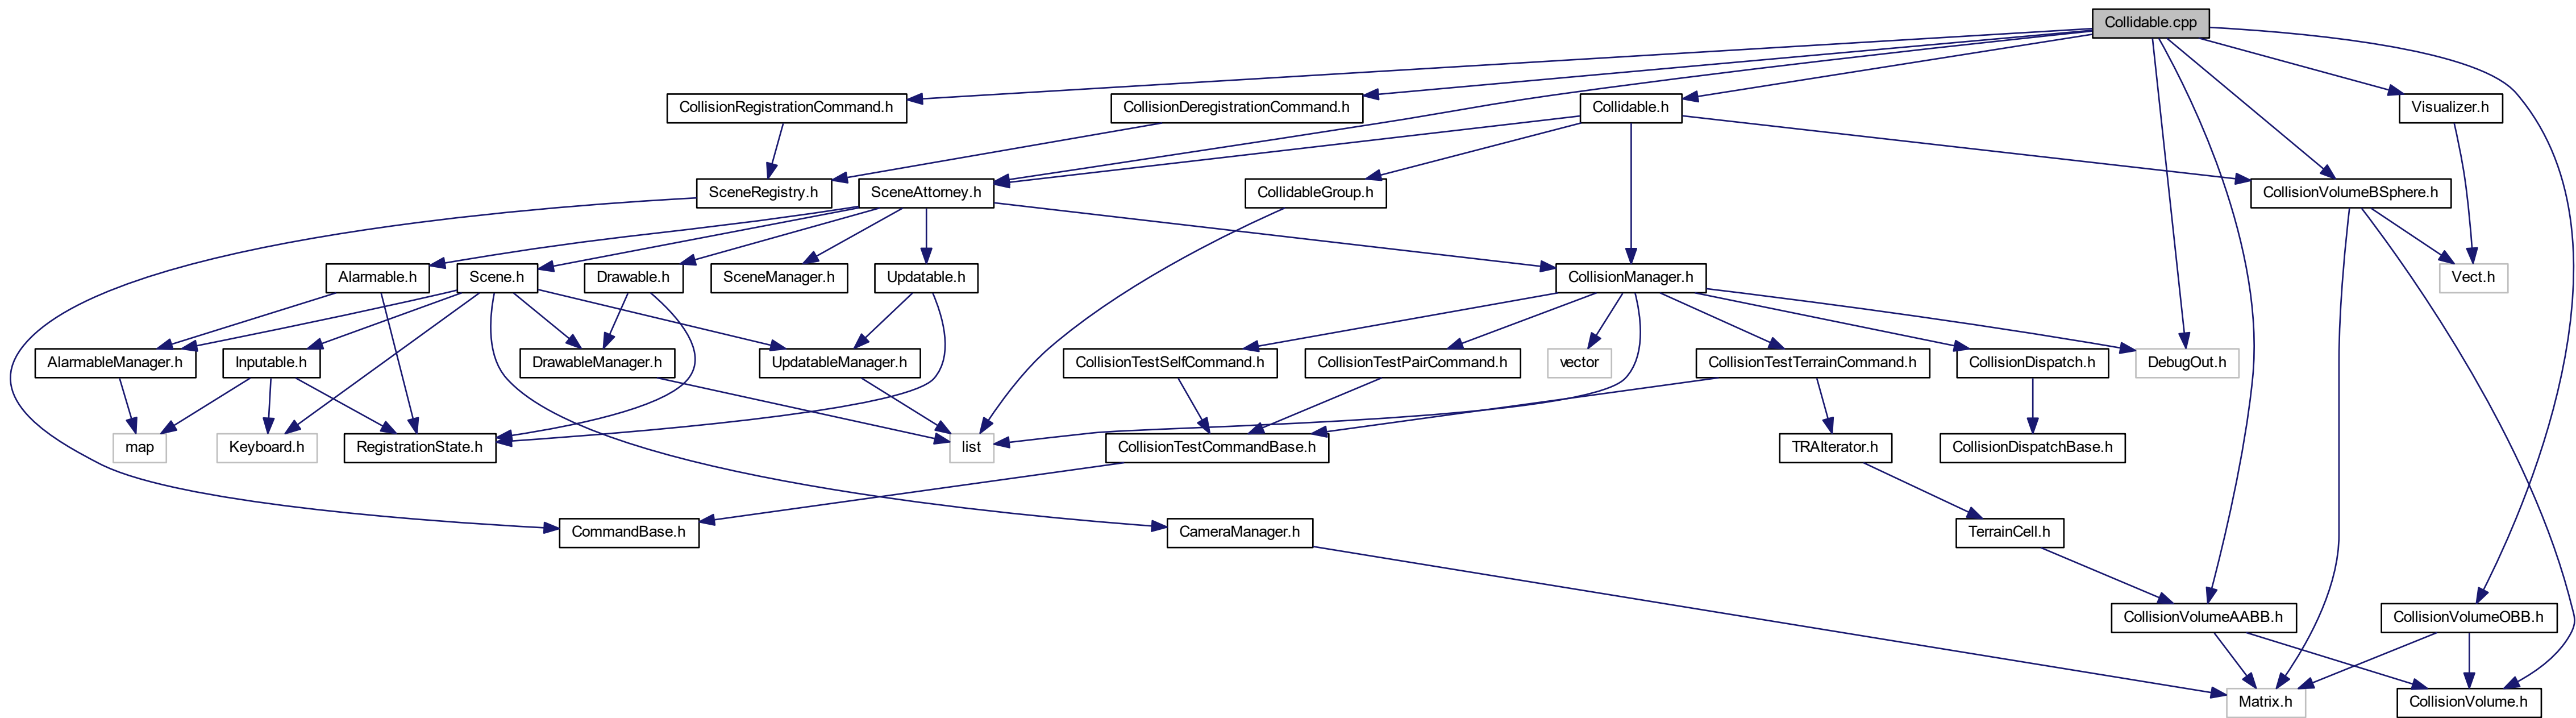 Collidable.cpp
CollisionRegistrationCommand.h
CollisionDeregistrationCommand.h
Collidable.h
Visualizer.h
SceneRegistry.h
SceneAttorney.h
CollidableGroup.h
CollisionVolumeBSphere.h
Alarmable.h
Scene.h
Drawable.h
SceneManager.h
Updatable.h
CollisionManager.h
Vect.h
AlarmableManager.h
Inputable.h
DrawableManager.h
UpdatableManager.h
CollisionTestSelfCommand.h
CollisionTestPairCommand.h
vector
CollisionTestTerrainCommand.h
CollisionDispatch.h
DebugOut.h
map
Keyboard.h
RegistrationState.h
list
CollisionTestCommandBase.h
TRAIterator.h
CollisionDispatchBase.h
CommandBase.h
CameraManager.h
TerrainCell.h
CollisionVolumeAABB.h
CollisionVolumeOBB.h
Matrix.h
CollisionVolume.h